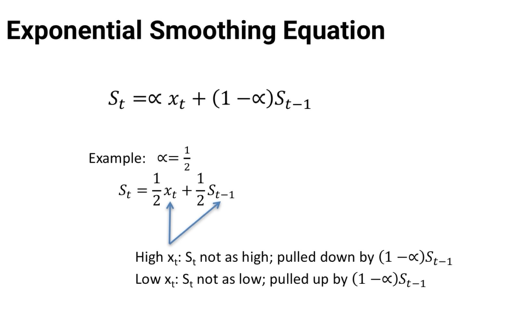 Exponential Smoothing Equation
S_t =∝ x_t + (1 −∝)S_{t−1}
Example: ∝= 1/2
S_t = 1/2 x_t + 1/2 S_{t−1}
High x_t: S_t not as high; pulled down by (1 −∝)S_{t−1}
Low x_t: S_t not as low; pulled up by (1 −∝)S_{t−1}